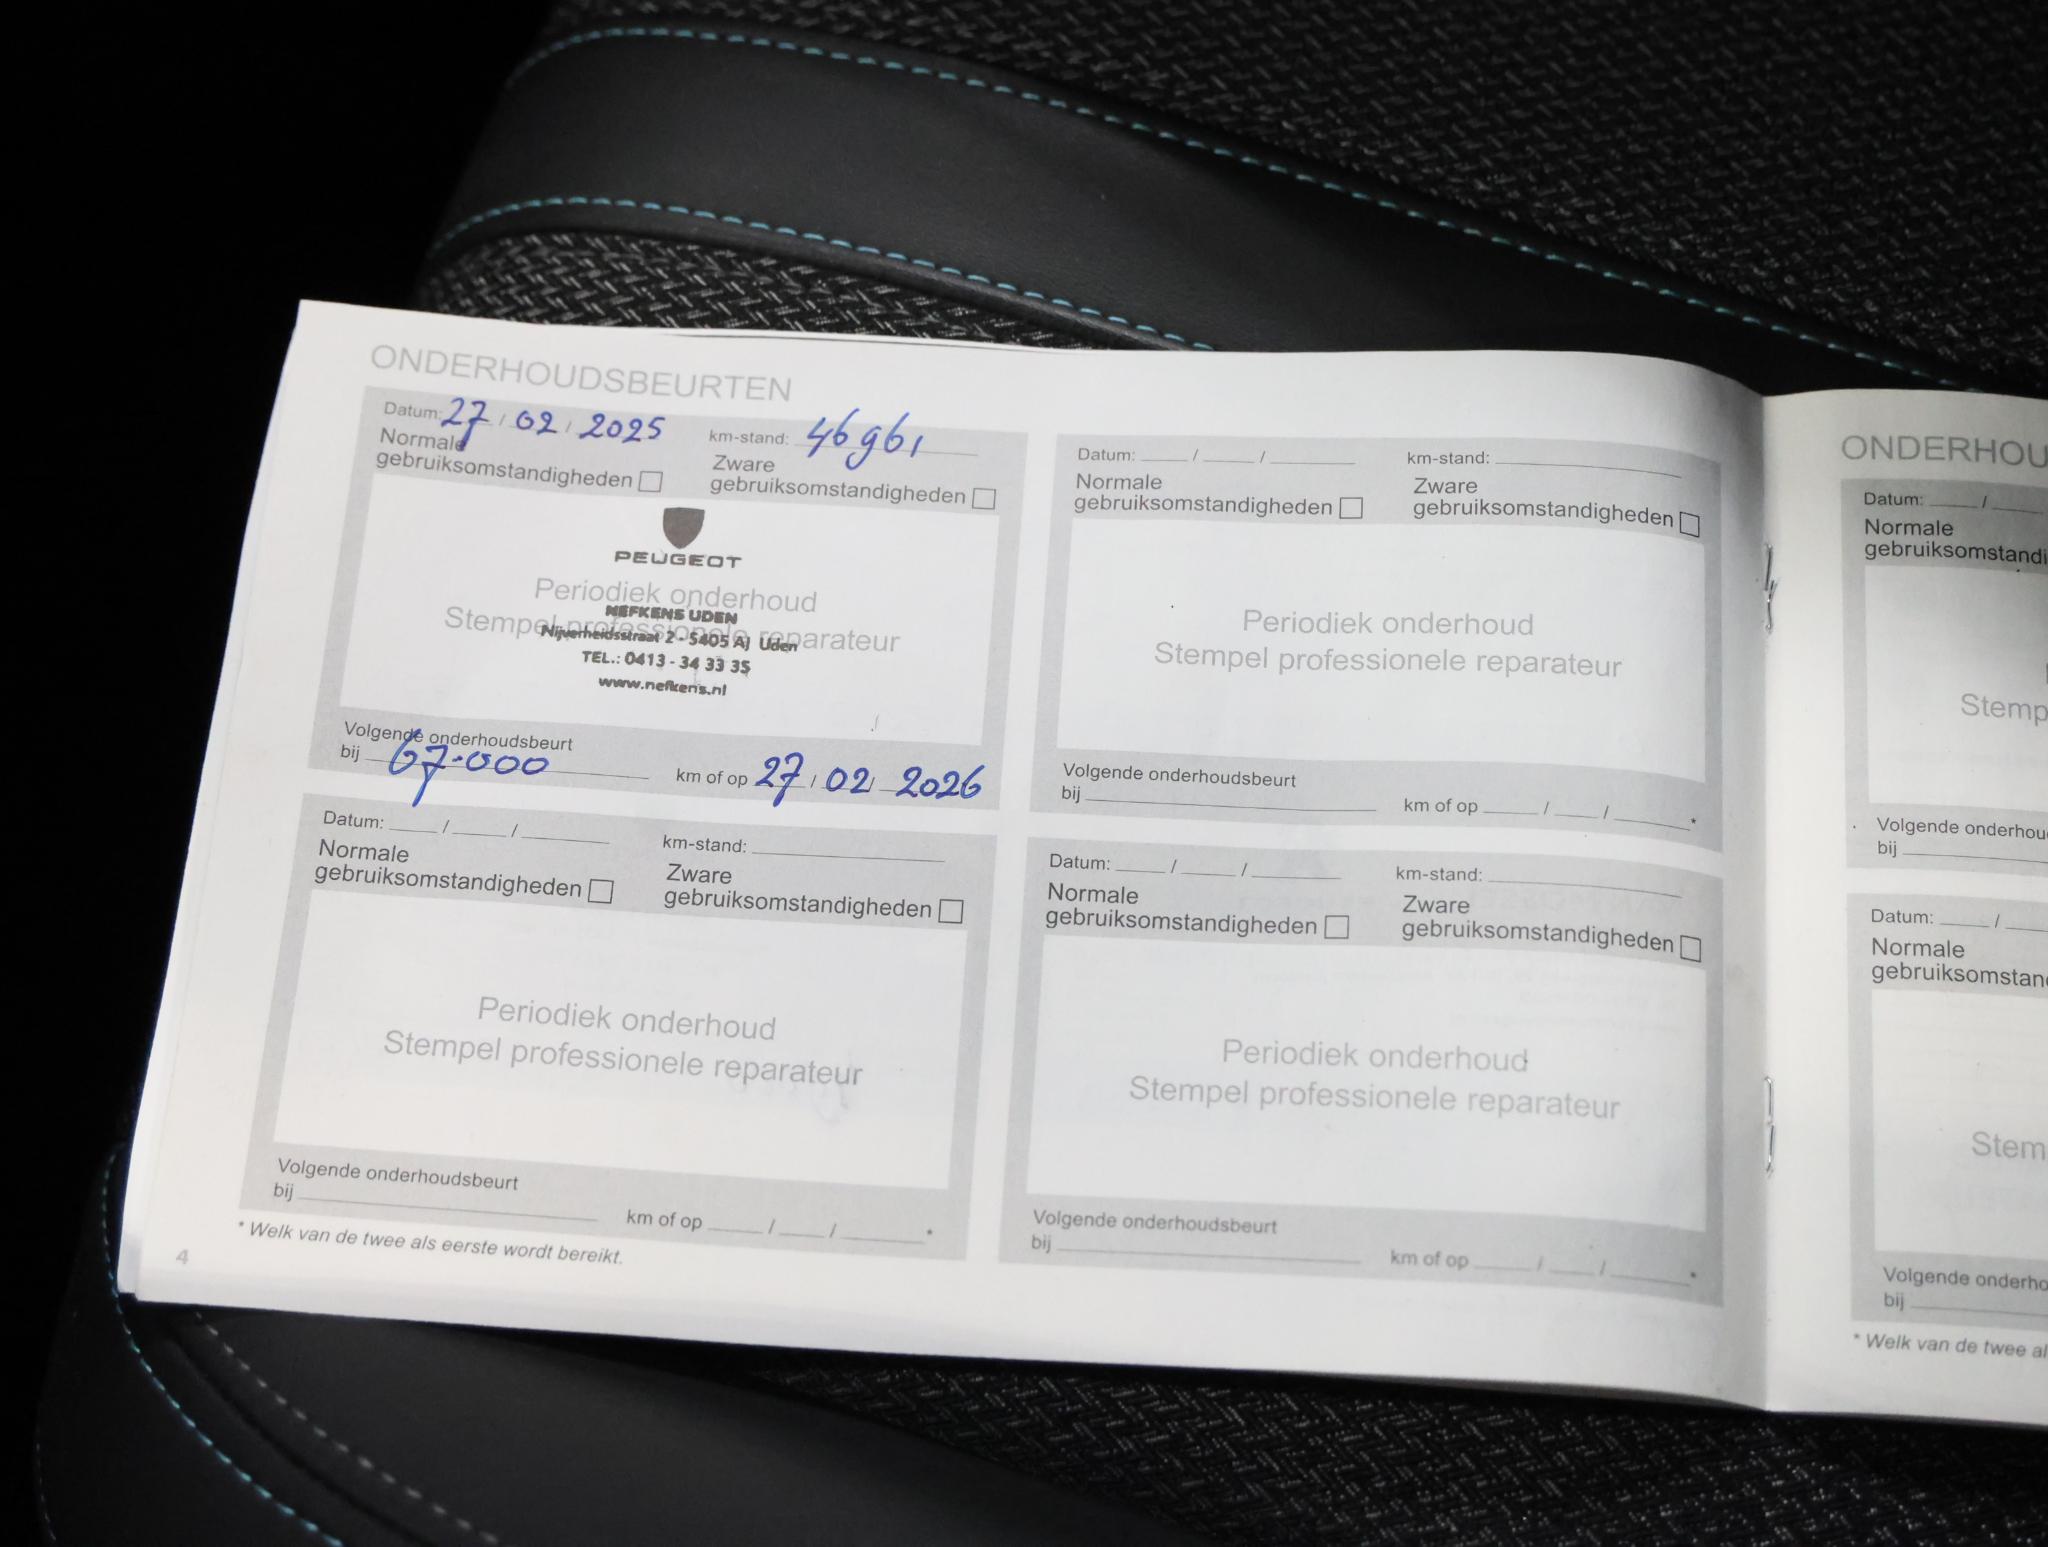 ONDERHOUDSBEURTEN
Datum: 27 / 02 / 2025 km-stand: 46961
Normale
gebruiksomstandigheden
Zware
gebruiksomstandigheden
PEUGEOT
Periodiek onderhoud
NEFKENS UDEN
Stempel professionele reparateur
Nijverheidsstraat 2 - 5405 AJ Uden
TEL.: 0413 - 34 33 35
www.nefkens.nl
Volgende onderhoudsbeurt
bij 67.000 km of op 27 / 02 / 2026
Datum: / / km-stand:
Normale
gebruiksomstandigheden
Zware
gebruiksomstandigheden
Periodiek onderhoud
Stempel professionele reparateur
Volgende onderhoudsbeurt
bij km of op / / *
* Welk van de twee als eerste wordt bereikt.
4
Datum: / / km-stand:
Normale
gebruiksomstandigheden
Zware
gebruiksomstandigheden
Periodiek onderhoud
Stempel professionele reparateur
Volgende onderhoudsbeurt
bij km of op / / *
Datum: / / km-stand:
Normale
gebruiksomstandigheden
Zware
gebruiksomstandigheden
Periodiek onderhoud
Stempel professionele reparateur
Volgende onderhoudsbeurt
bij km of op / / *
ONDERHOU
Datum: /
Normale
gebruiksomstandi
Stemp
Volgende onderhou
bij
Datum: /
Normale
gebruiksomstan
Stem
Volgende onderho
bij
* Welk van de twee al